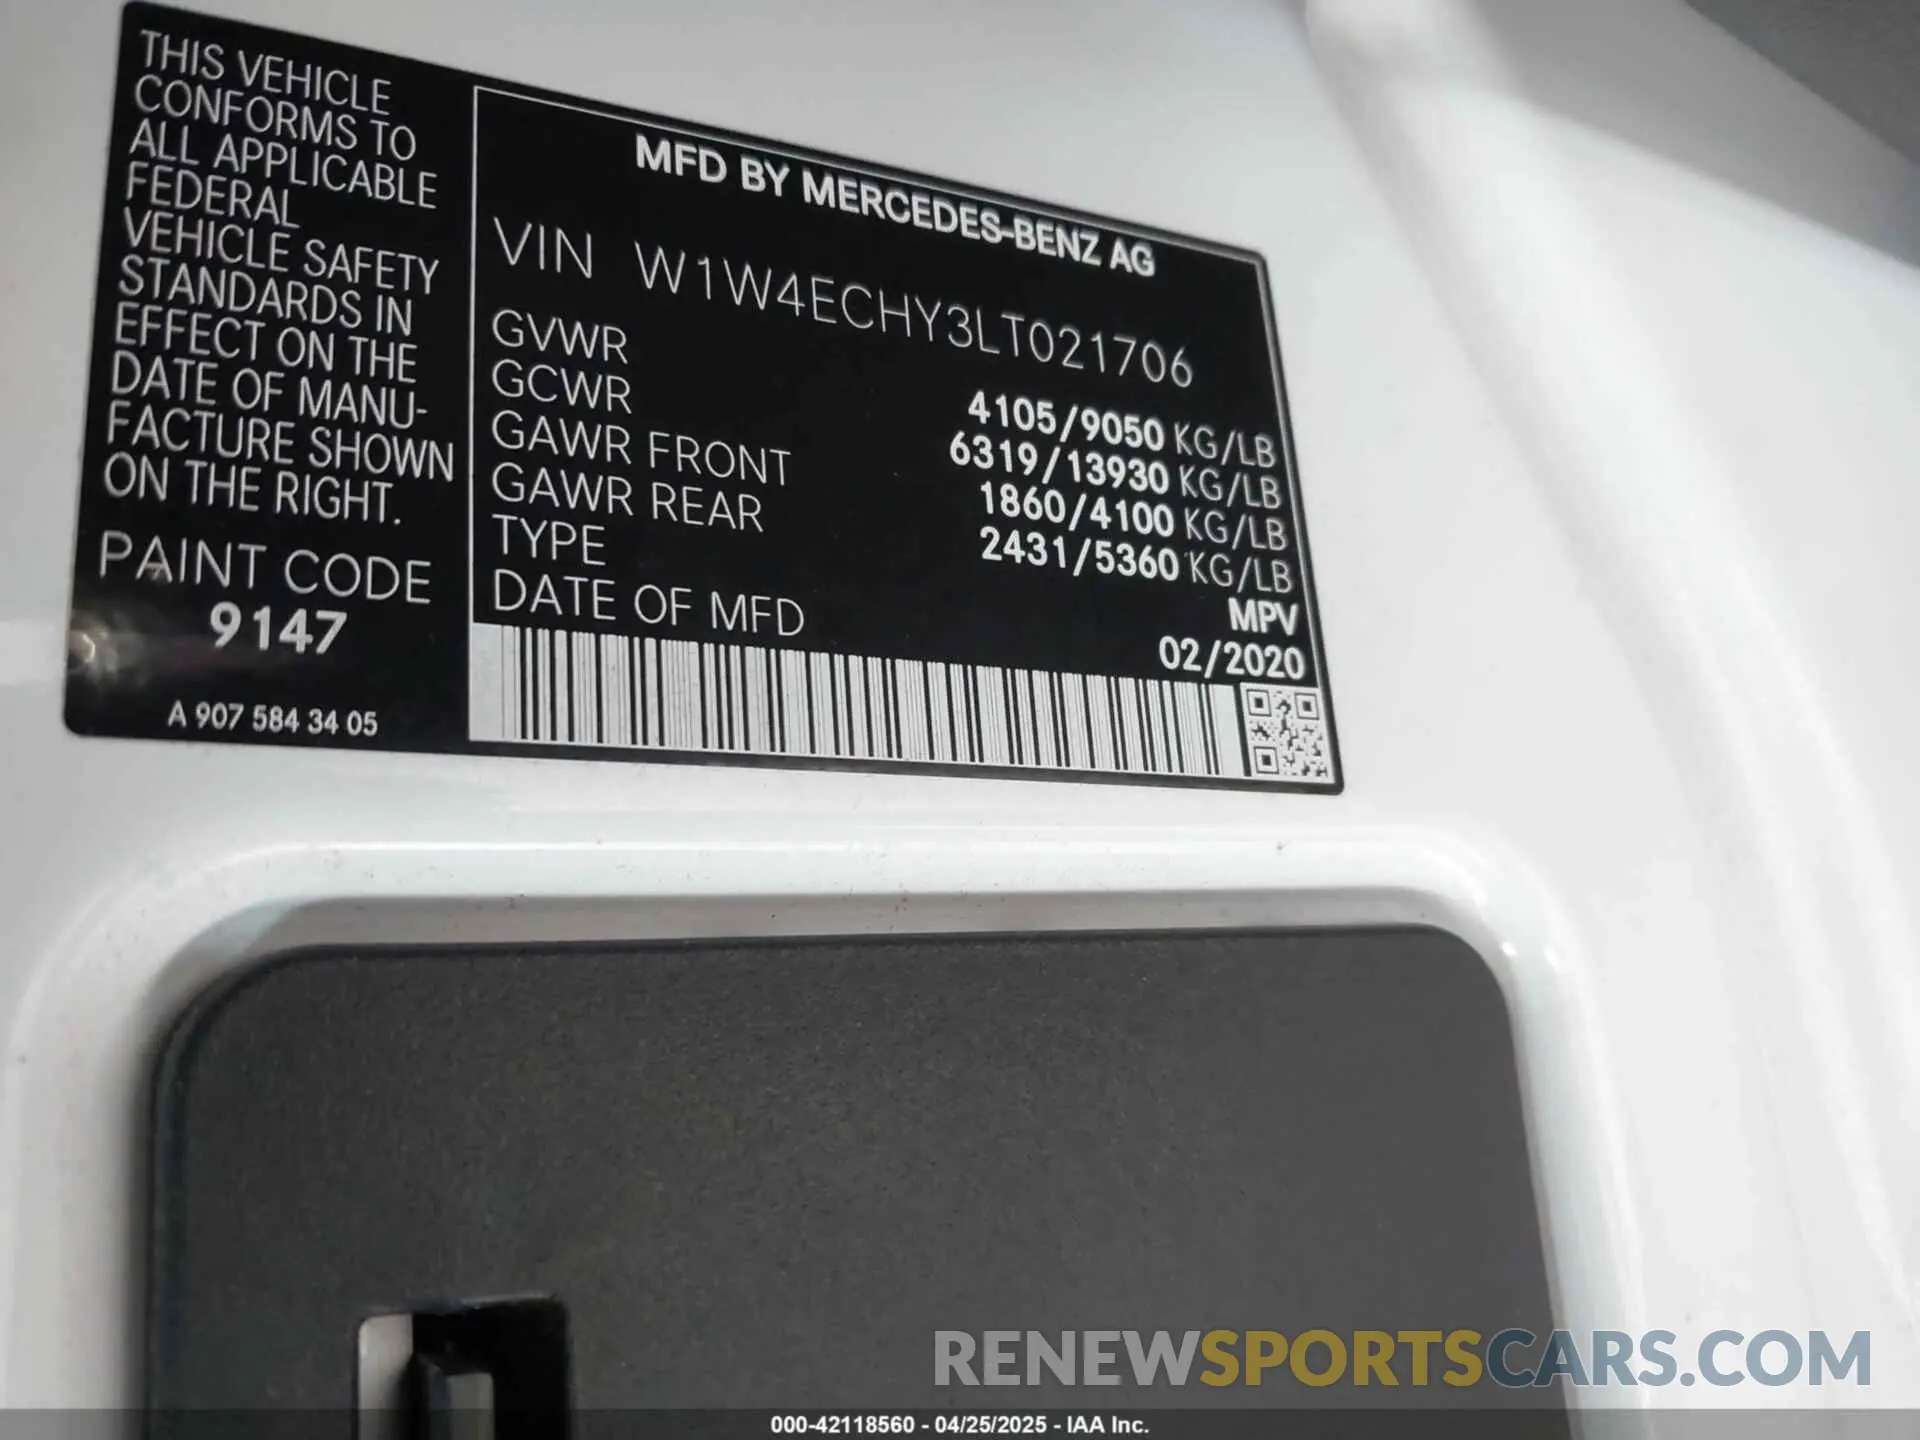 THIS VEHICLE
CONFORMS TO
ALL APPLICABLE
FEDERAL
VEHICLE SAFETY
STANDARDS IN
EFFECT ON THE
DATE OF MANU-
FACTURE SHOWN
ON THE RIGHT.
PAINT CODE
9147
A 907 584 34 05
MFD BY MERCEDES-BENZ AG
VIN W1W4ECHY3LT021706
GVWR 4105/9050 KG/LB
GCWR 6319/13930 KG/LB
GAWR FRONT 1860/4100 KG/LB
GAWR REAR 2431/5360 KG/LB
TYPE MPV
DATE OF MFD 02/2020
RENEWSPORTSCARS.COM
000-42118560 - 04/25/2025 - IAA Inc.